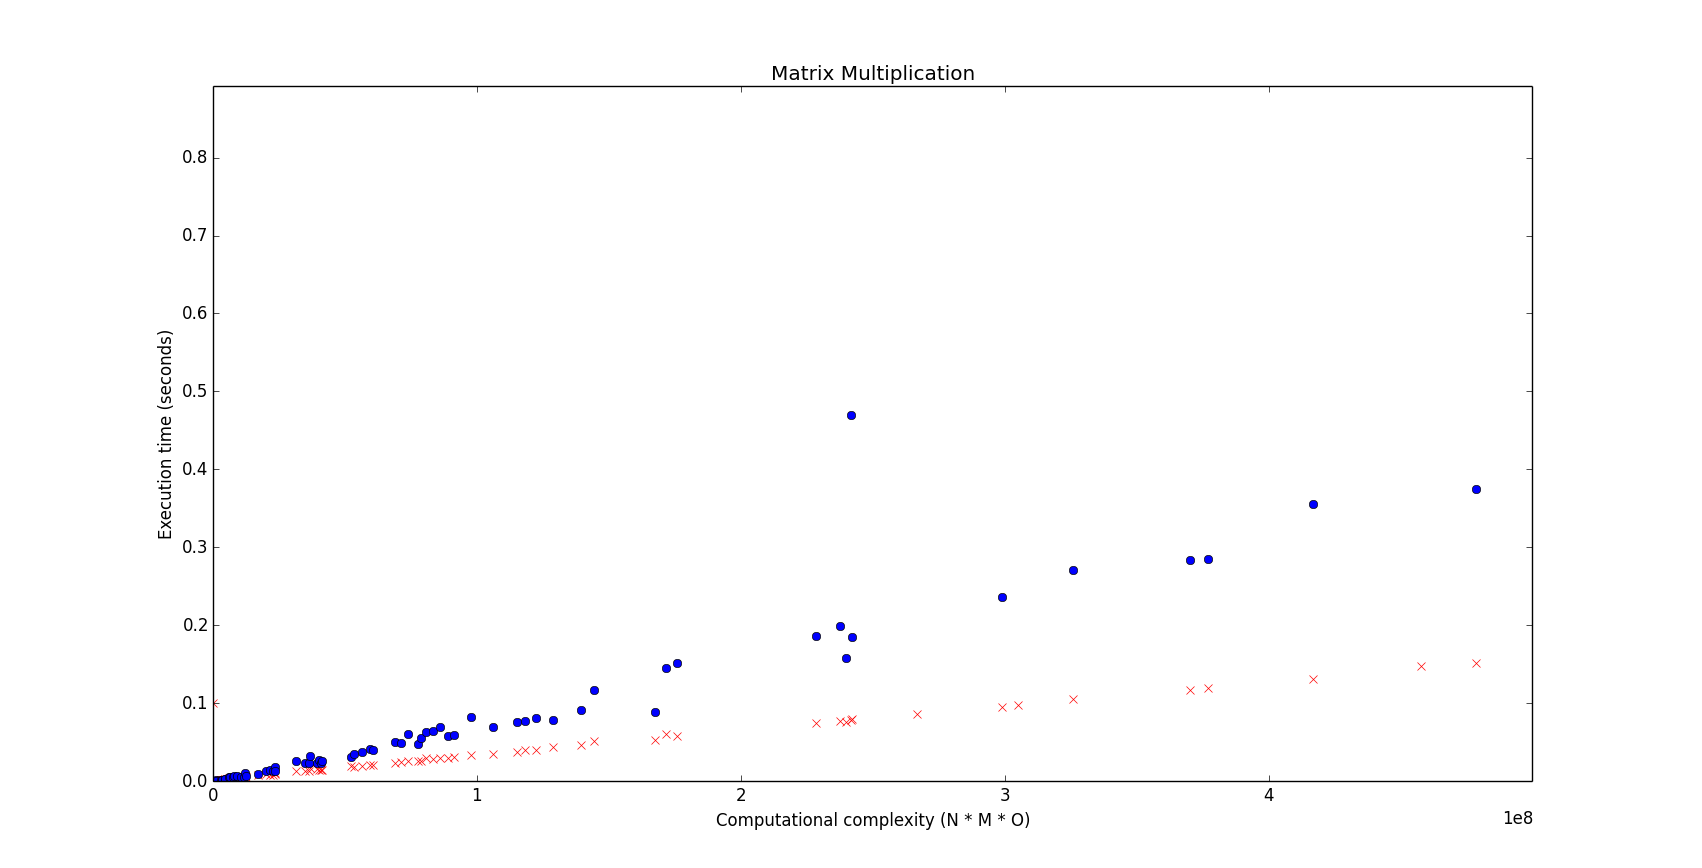 Matrix Multiplication
0.8
0.7
0.6
0.5
0.4
0.3
0.2
0.1
0.0
Execution time (seconds)
0 1 2 3 4
1e8
Computational complexity (N * M * O)